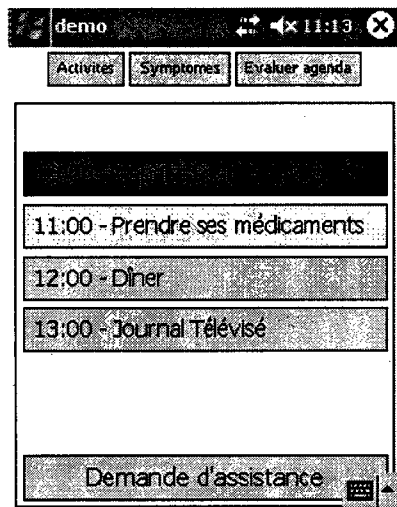 demo 11:13
Activités Symptomes Evaluer agenda
11:00 - Prendre ses médicaments
12:00 - Dîner
13:00 - Journal Télévisé
Demande d'assistance